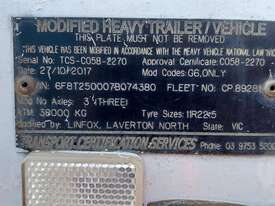 MODIFIED HEAVY TRAILER / VEHICLE
THIS PLATE MUST NOT BE REMOVED
THIS VEHICLE HAS BEEN MODIFIED IN ACCORDANCE WITH THE HEAVY VEHICLE NATIONAL
Serial No: TCS-C058-2270 Certificate No: C058-2270
Date: 27/10/2017 Mod Codes: G6,ONLY
VIN: 6F8T250007B074380 FLEET NO: CP.8928
No Axles: 3 (THREE)
ATM 38000 KG Tyre Sizes: 11R22.5
Modified by: LINFOX, LAVERTON NORTH State: VIC
TRANSPORT CERTIFICATION SERVICES Phone: 03 9753 5200